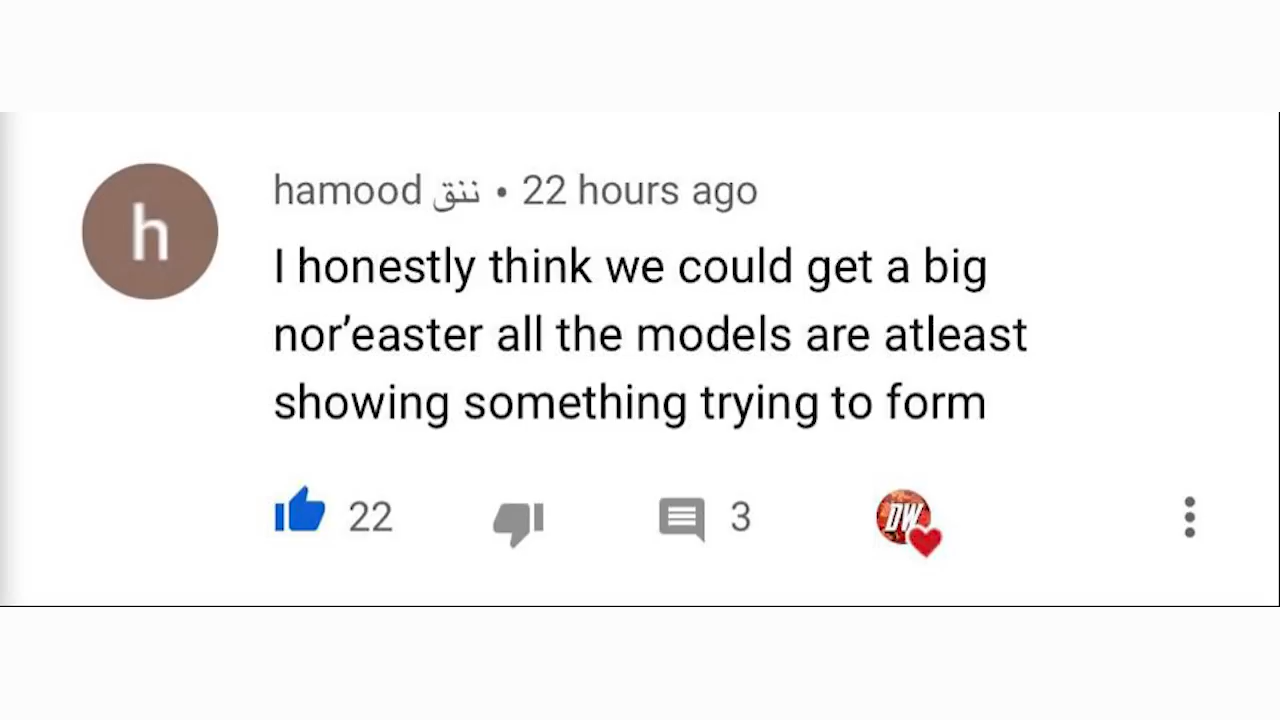 h
hamood ننق • 22 hours ago
I honestly think we could get a big
nor’easter all the models are atleast
showing something trying to form
22
3
DW